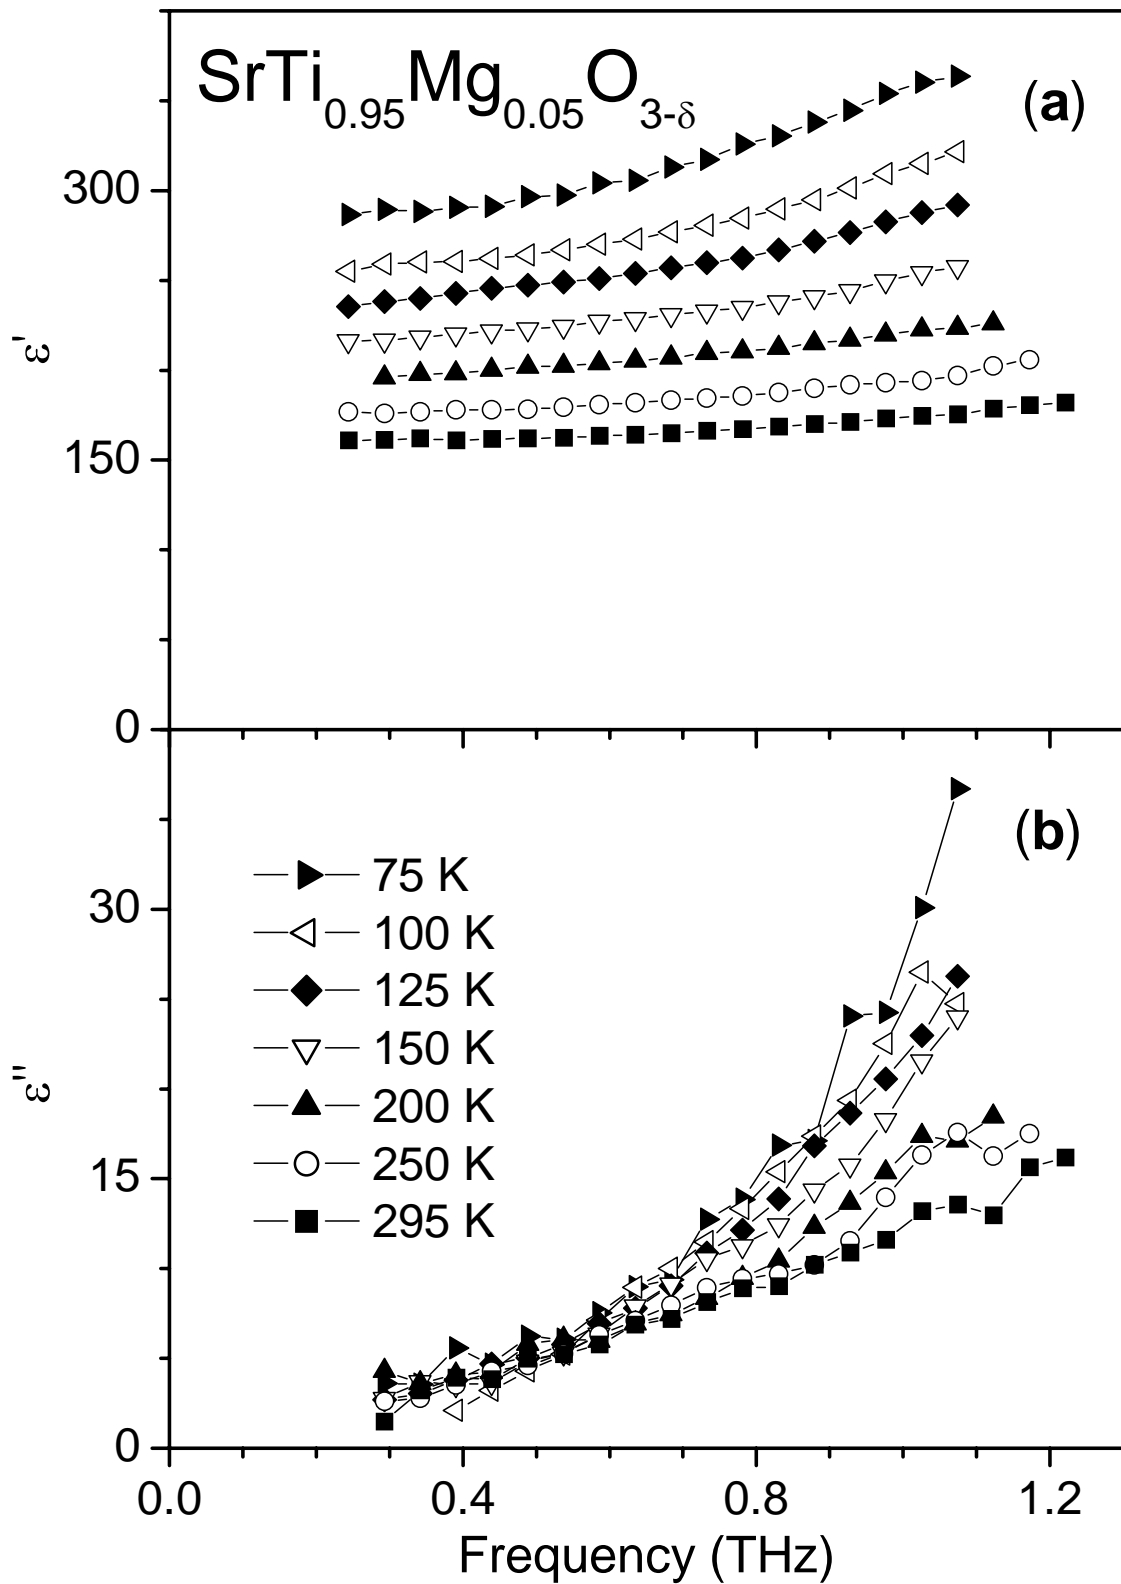 SrTi0.95Mg0.05O3-δ
(a)
300
ε'
150
0
(b)
75 K
30
100 K
125 K
150 K
ε''
200 K
15
250 K
295 K
0
0.0 0.4 0.8 1.2
Frequency (THz)